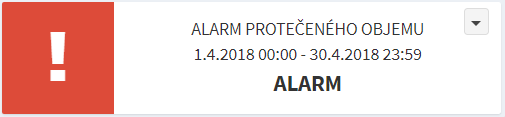 !
ALARM PROTEČENÉHO OBJEMU
1.4.2018 00:00 - 30.4.2018 23:59
ALARM